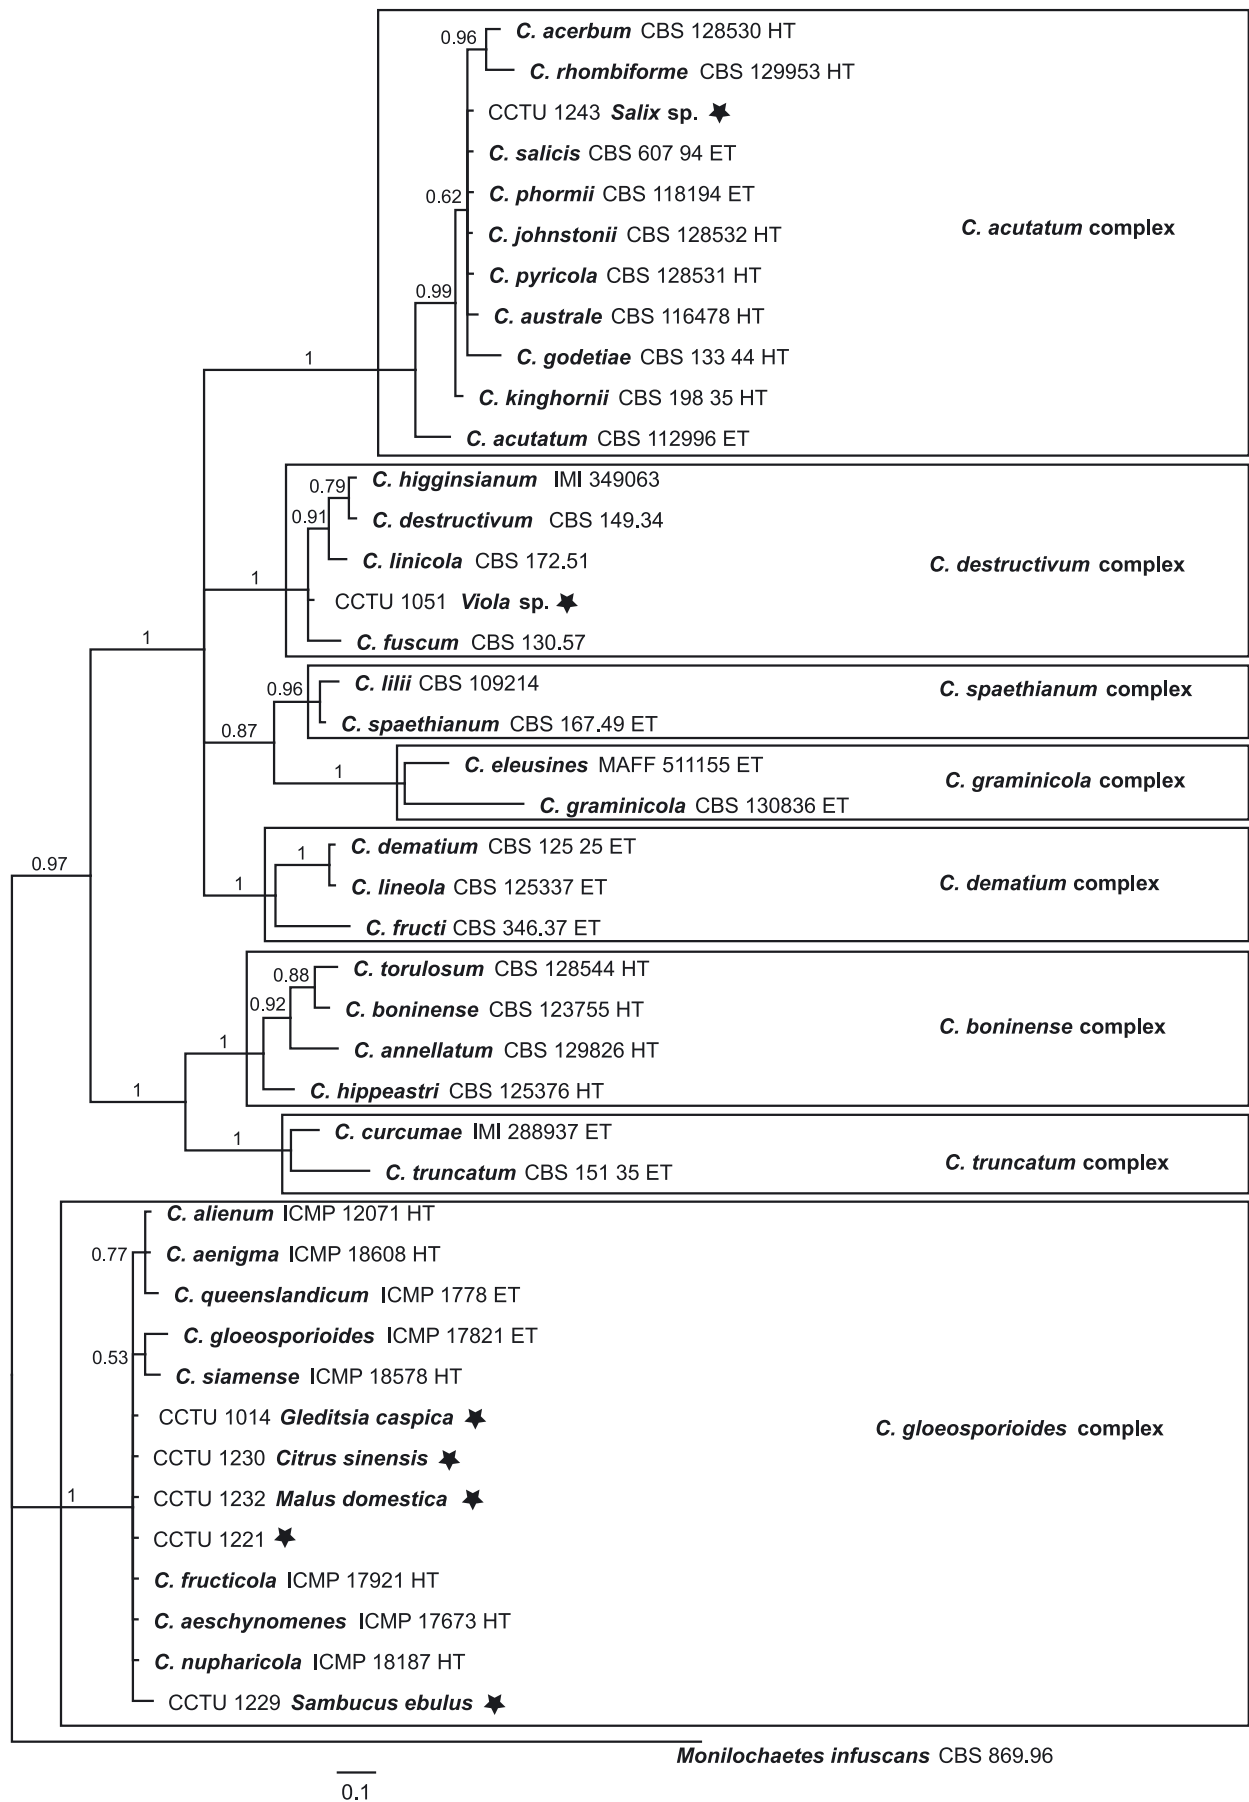 0.96
C. acerbum CBS 128530 HT
C. rhombiforme CBS 129953 HT
CCTU 1243 Salix sp. ★
C. salicis CBS 607 94 ET
0.62
C. phormii CBS 118194 ET
C. johnstonii CBS 128532 HT
C. acutatum complex
C. pyricola CBS 128531 HT
0.99
C. australe CBS 116478 HT
C. godetiae CBS 133 44 HT
1
C. kinghornii CBS 198 35 HT
C. acutatum CBS 112996 ET
0.79
C. higginsianum IMI 349063
0.91
C. destructivum CBS 149.34
C. linicola CBS 172.51
C. destructivum complex
1
CCTU 1051 Viola sp. ★
1
C. fuscum CBS 130.57
0.96
C. lilii CBS 109214
C. spaethianum complex
0.87
C. spaethianum CBS 167.49 ET
1
C. eleusines MAFF 511155 ET
C. graminicola complex
C. graminicola CBS 130836 ET
1
C. dematium CBS 125 25 ET
0.97
1
C. lineola CBS 125337 ET
C. dematium complex
C. fructi CBS 346.37 ET
0.88
C. torulosum CBS 128544 HT
0.92
C. boninense CBS 123755 HT
C. boninense complex
1
C. annellatum CBS 129826 HT
1
C. hippeastri CBS 125376 HT
1
C. curcumae IMI 288937 ET
C. truncatum complex
C. truncatum CBS 151 35 ET
C. alienum ICMP 12071 HT
0.77
C. aenigma ICMP 18608 HT
C. queenslandicum ICMP 1778 ET
0.53
C. gloeosporioides ICMP 17821 ET
C. siamense ICMP 18578 HT
CCTU 1014 Gleditsia caspica ★
C. gloeosporioides complex
CCTU 1230 Citrus sinensis ★
1
CCTU 1232 Malus domestica ★
CCTU 1221 ★
C. fructicola ICMP 17921 HT
C. aeschynomenes ICMP 17673 HT
C. nupharicola ICMP 18187 HT
CCTU 1229 Sambucus ebulus ★
Monilochaetes infuscans CBS 869.96
0.1